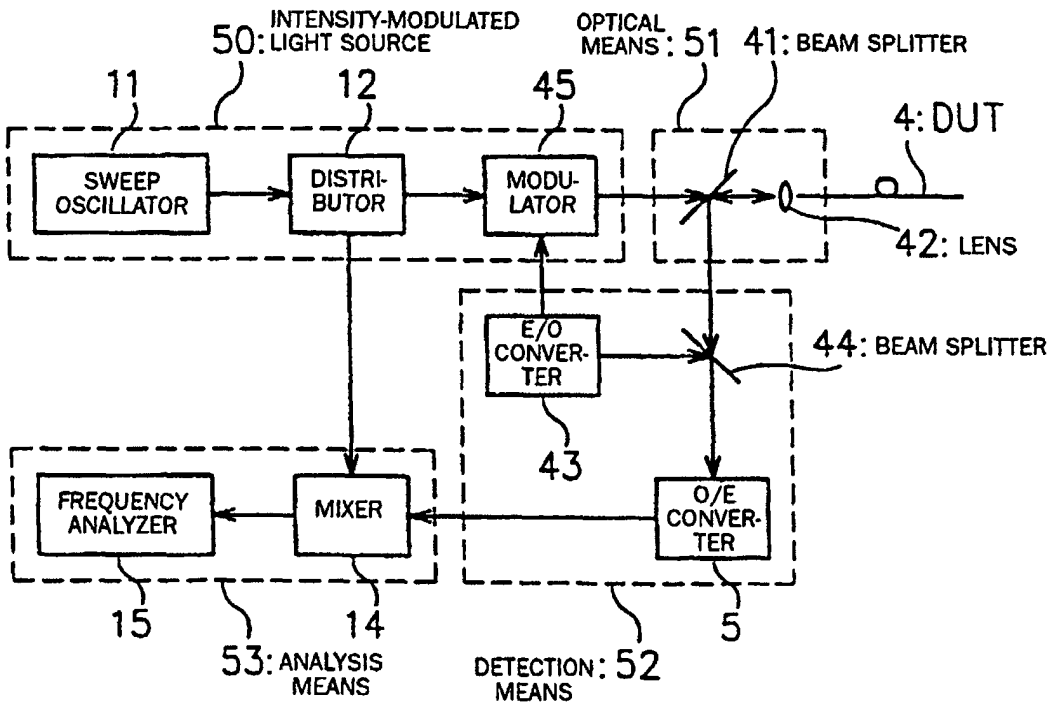 50: INTENSITY-MODULATED
LIGHT SOURCE
OPTICAL
MEANS : 51
41: BEAM SPLITTER
11
12
45
4: DUT
SWEEP
OSCILLATOR
DISTRI-
BUTOR
MODU-
LATOR
42: LENS
E/O
CONVER-
TER
44: BEAM SPLITTER
43
FREQUENCY
ANALYZER
MIXER
O/E
CONVER-
TER
15
14
5
53: ANALYSIS
MEANS
DETECTION : 52
MEANS